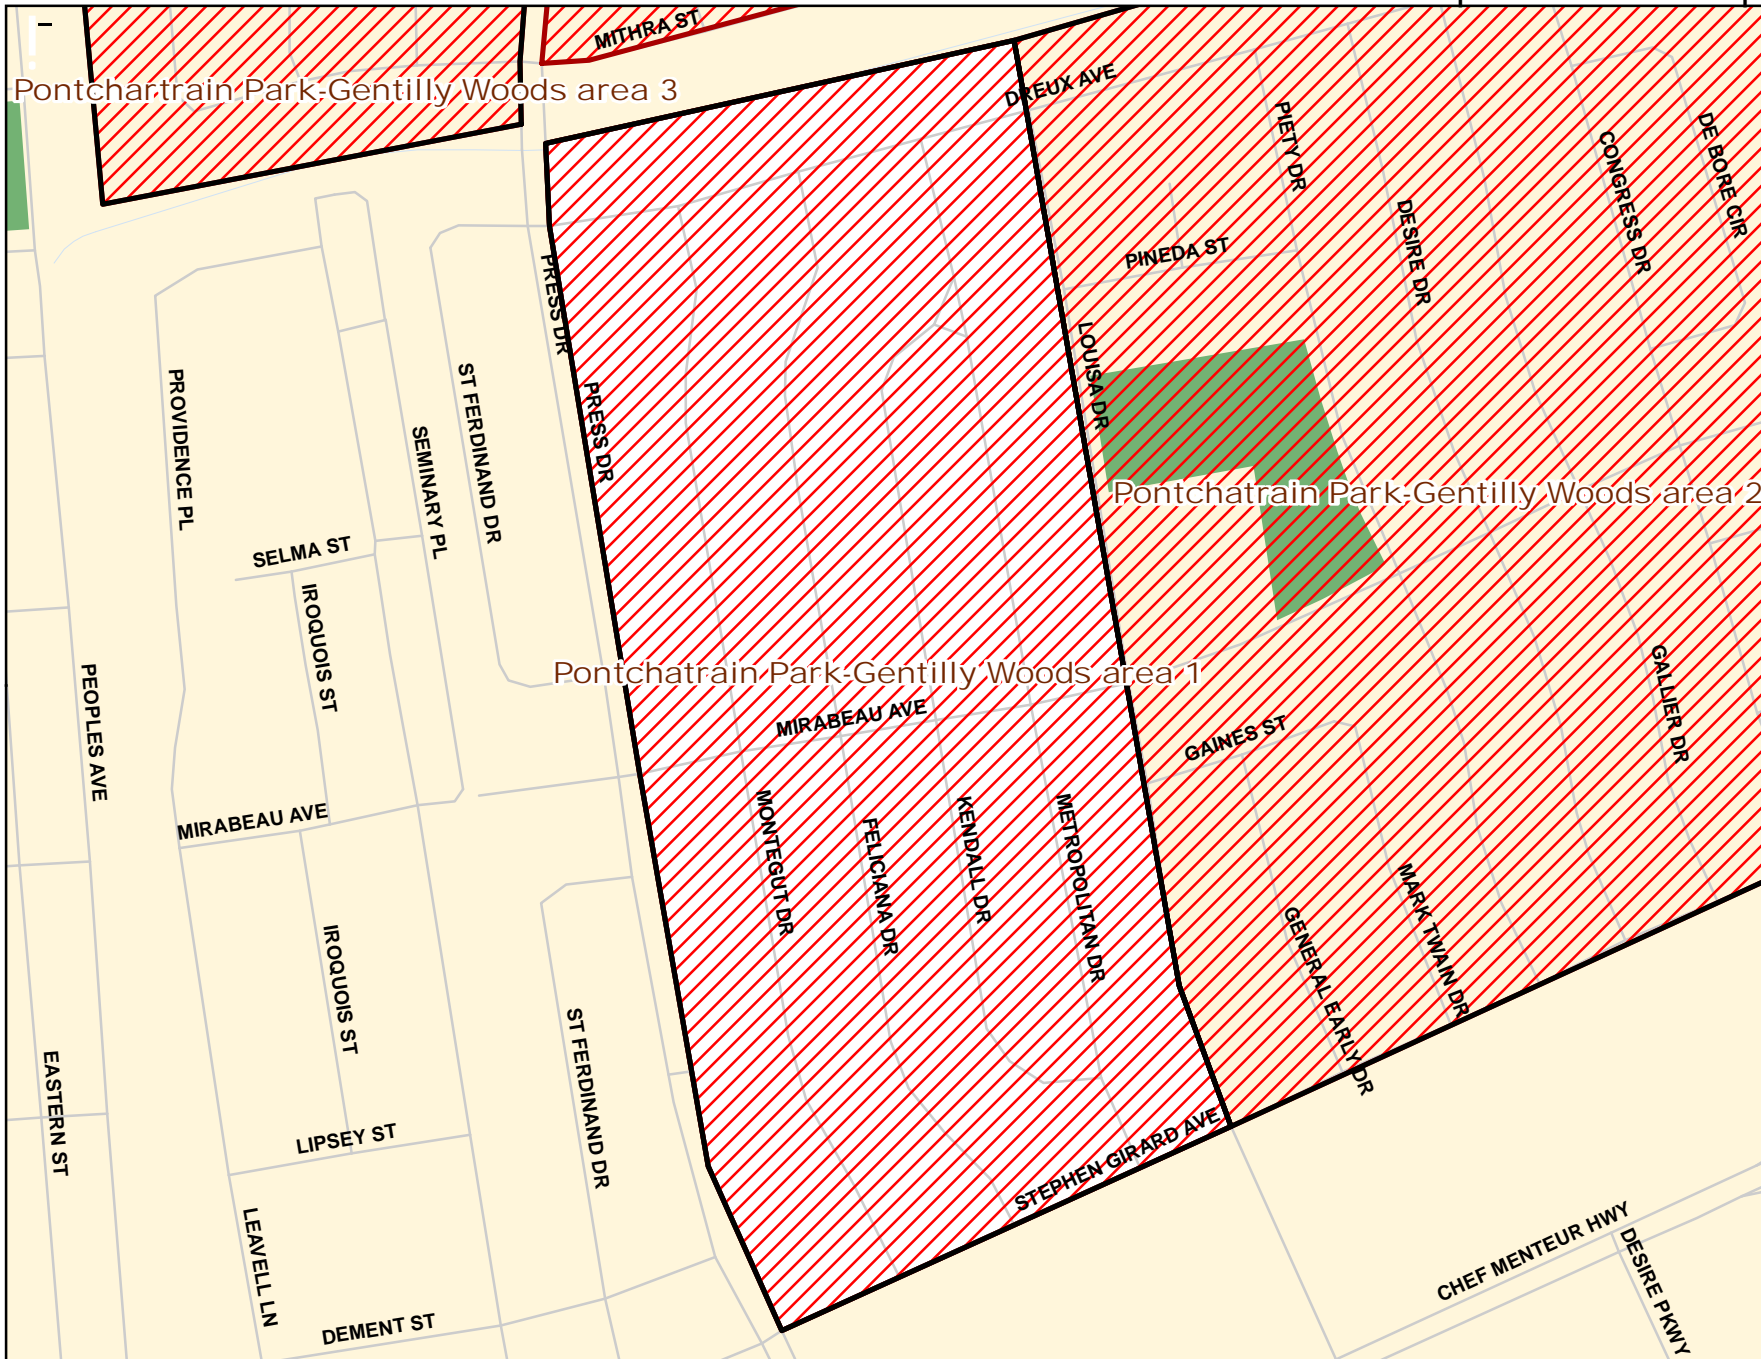 MITHRA ST
Pontchartrain Park-Gentilly Woods area 3
DREUX AVE
PIETY DR
DE BORE CIR
CONGRESS DR
DESIRE DR
PINEDA ST
PRESS DR
LOUISA DR
PROVIDENCE PL
ST FERDINAND DR
PRESS DR
SEMINARY PL
Pontchatrain Park-Gentilly Woods area 2
SELMA ST
IROQUOIS ST
Pontchatrain Park-Gentilly Woods area 1
PEOPLES AVE
GALLIER DR
MIRABEAU AVE
GAINES ST
MIRABEAU AVE
MONTEGUT DR
FELICIANA DR
KENDALL DR
METROPOLITAN DR
MARK TWAIN DR
GENERAL EARLY DR
IROQUOIS ST
ST FERDINAND DR
EASTERN ST
LIPSEY ST
STEPHEN GIRARD AVE
LEAVELL LN
CHEF MENTEUR HWY
DESIRE PKWY
DEMENT ST